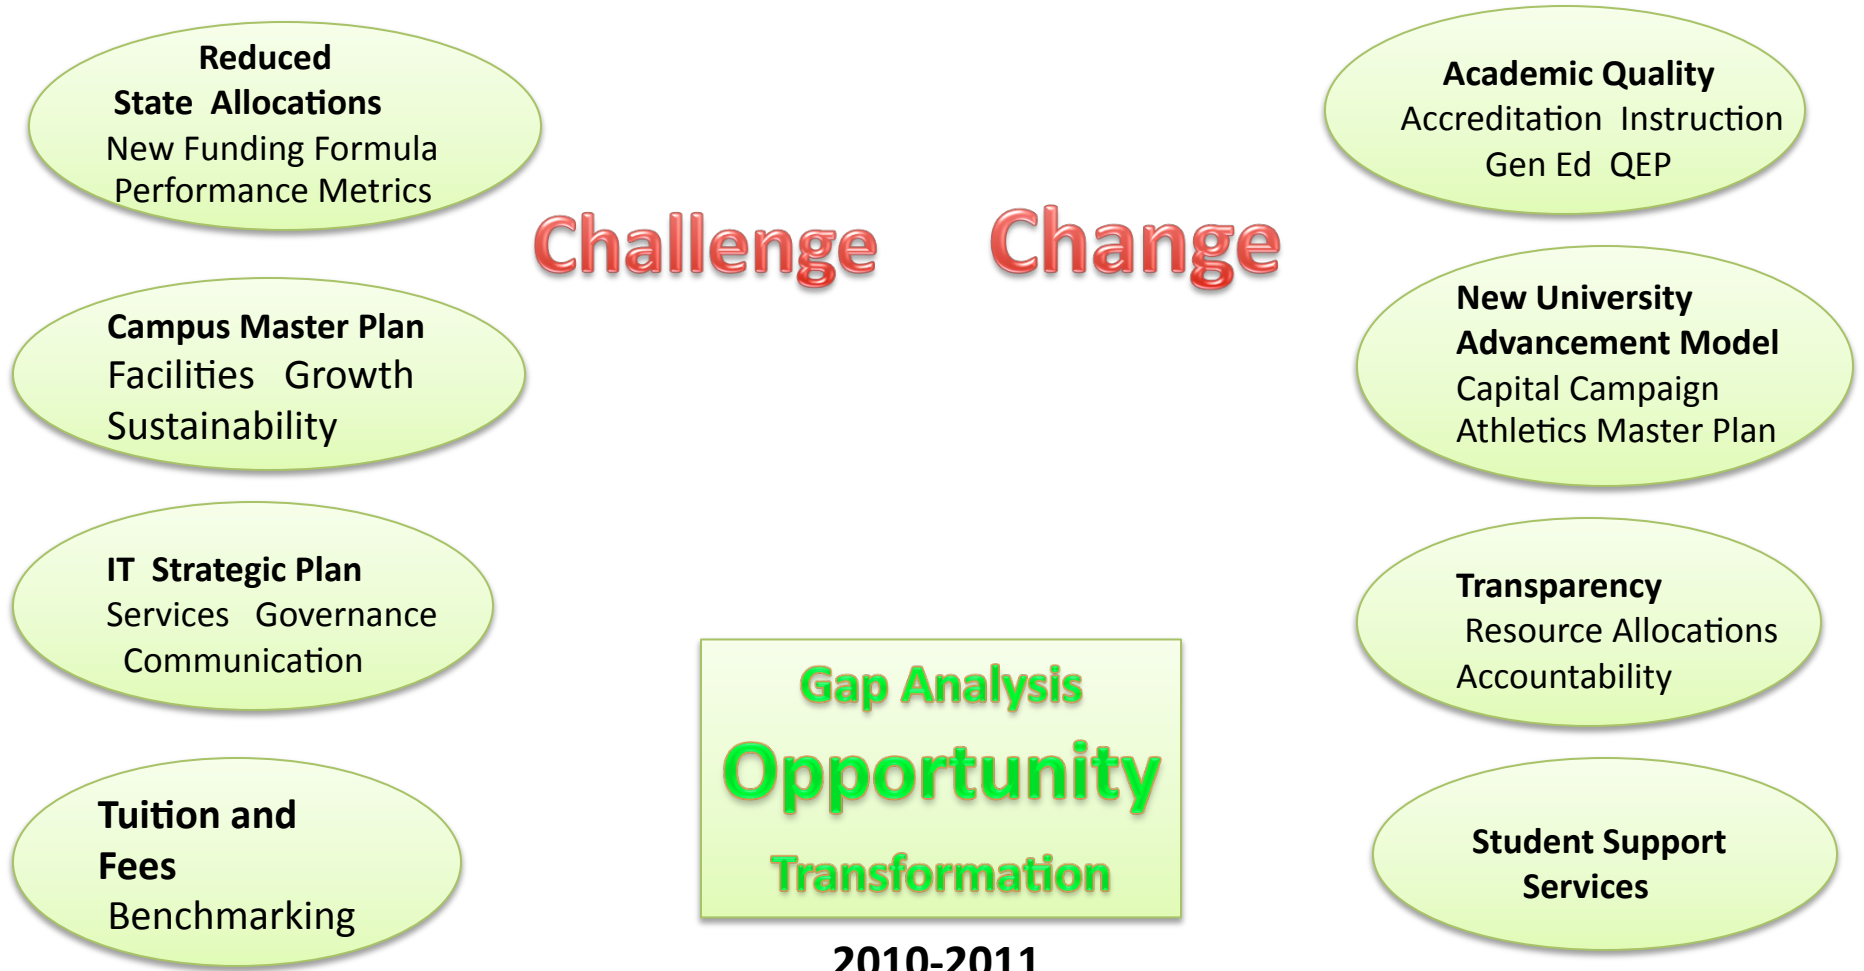 Reduced
State Allocations
New Funding Formula
Performance Metrics
Campus Master Plan
Facilities Growth
Sustainability
IT Strategic Plan
Services Governance
Communication
Tuition and
Fees
Benchmarking
Challenge Change
Gap Analysis
Opportunity
Transformation
2010-2011
Academic Quality
Accreditation Instruction
Gen Ed QEP
New University
Advancement Model
Capital Campaign
Athletics Master Plan
Transparency
Resource Allocations
Accountability
Student Support
Services